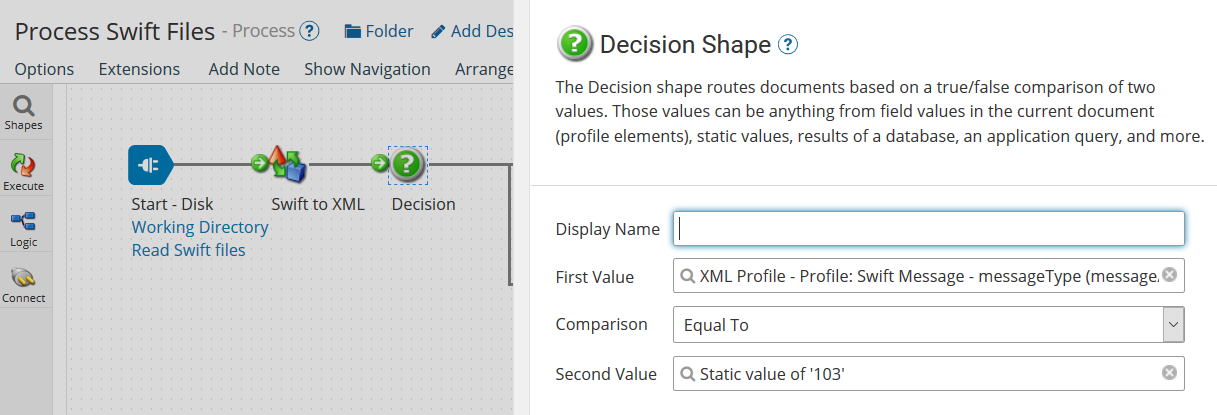 Process Swift Files - Process ?
Folder
Add Des
Options Extensions Add Note Show Navigation Arrange
Shapes
Execute
Logic
Connect
Start - Disk
Working Directory
Read Swift files
Swift to XML
?
Decision
? Decision Shape ?
The Decision shape routes documents based on a true/false comparison of two
values. Those values can be anything from field values in the current document
(profile elements), static values, results of a database, an application query, and more.
Display Name
First Value XML Profile - Profile: Swift Message - messageType (message
Comparison Equal To
Second Value Static value of '103'